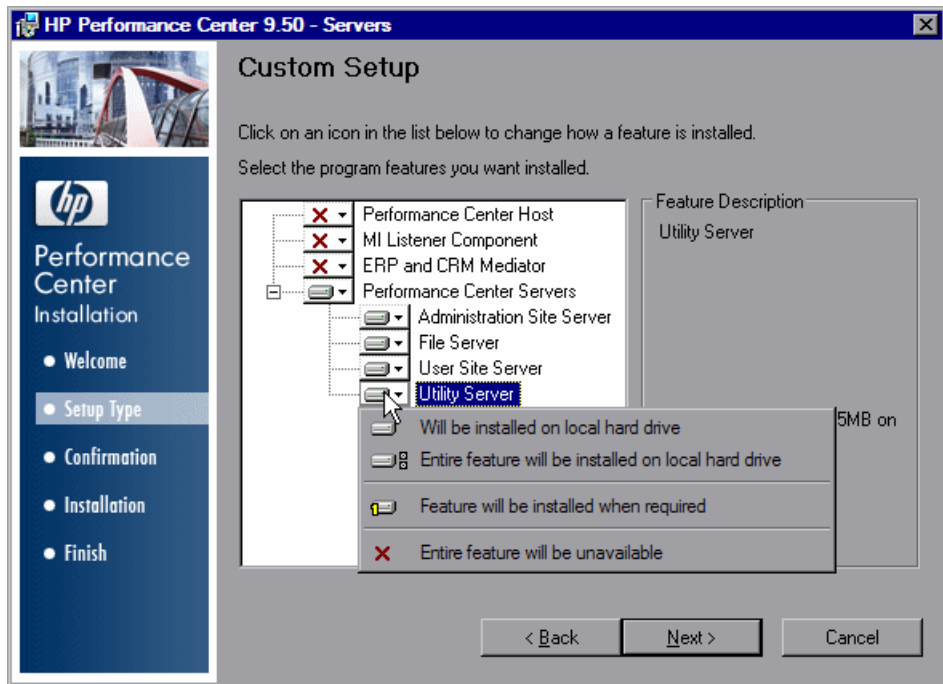 HP Performance Center 9.50 - Servers
Custom Setup
Click on an icon in the list below to change how a feature is installed.
Select the program features you want installed.
hp
Performance
Center
Installation
Welcome
Setup Type
Confirmation
Installation
Finish
Performance Center Host
MI Listener Component
ERP and CRM Mediator
Performance Center Servers
Administration Site Server
File Server
User Site Server
Utility Server
Will be installed on local hard drive
Entire feature will be installed on local hard drive
Feature will be installed when required
Entire feature will be unavailable
Feature Description
Utility Server
5MB on
< Back
Next >
Cancel